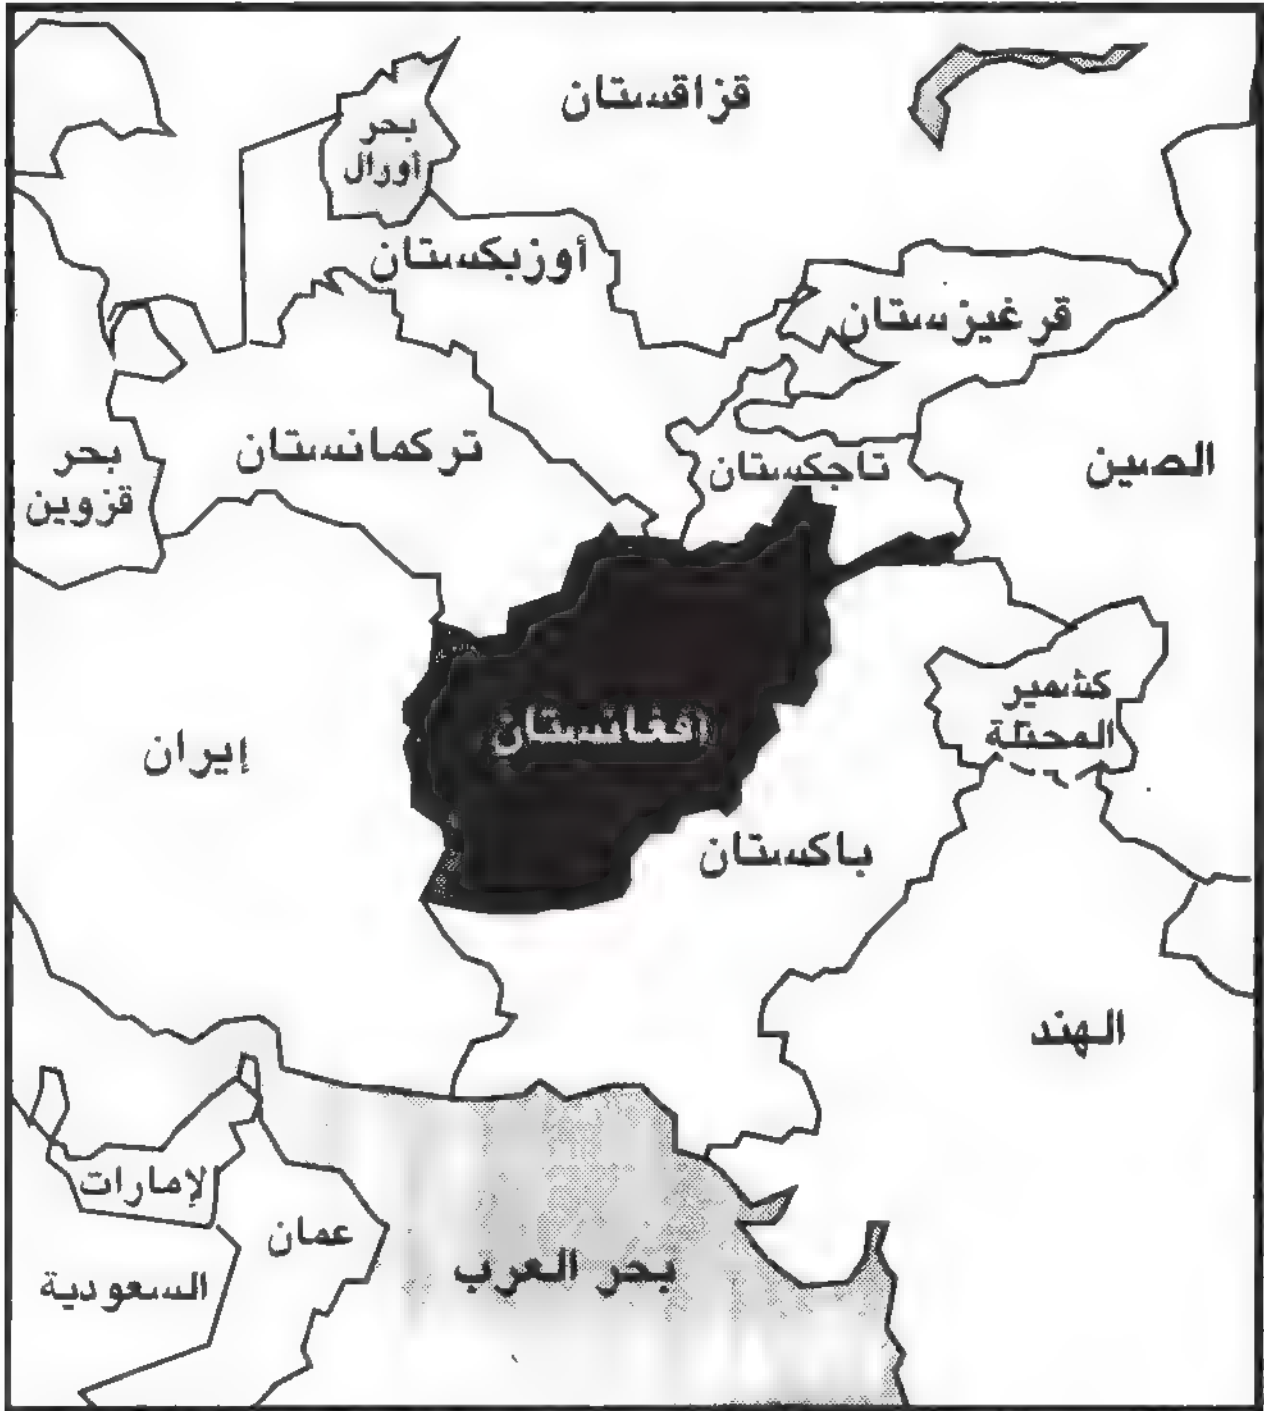 قزاقستان
بحر
أورال
أوزبكستان
قرغيزستان
تركمانستان
تاجكستان
الصين
بحر
قزوين
كشمير
المحتلة
أفغانستان
إيران
باكستان
الهند
الإمارات
عمان
السعودية
بحر العرب